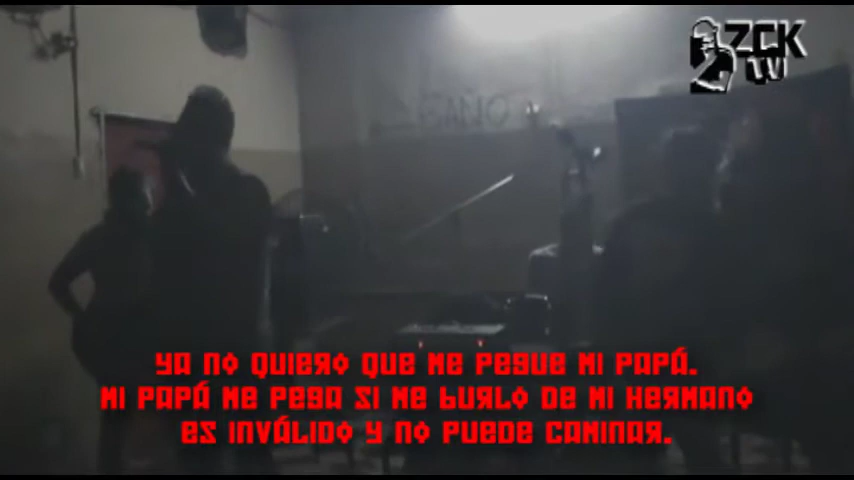 ZCK
TV
BAÑO
YA NO QUIERO QUE ME PEGUE MI PAPÁ.
MI PAPÁ ME PEGA SI ME BURLO DE MI HERMANO
ES INVÁLIDO Y NO PUEDE CAMINAR.